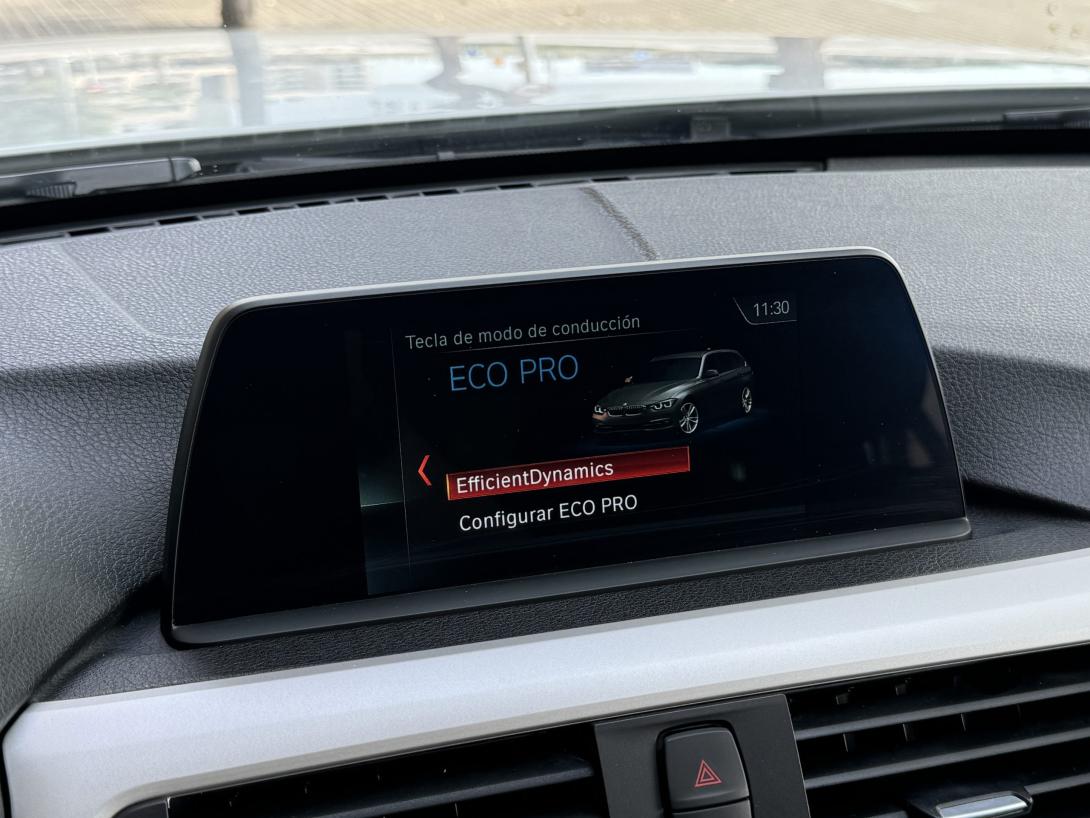 11:30
Tecla de modo de conducción
ECO PRO
EfficientDynamics
Configurar ECO PRO